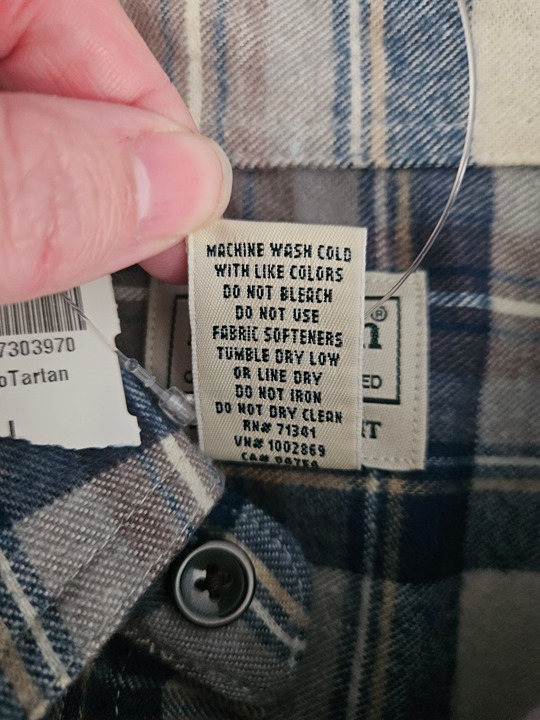 MACHINE WASH COLD
WITH LIKE COLORS
DO NOT BLEACH
DO NOT USE
FABRIC SOFTENERS
TUMBLE DRY LOW
OR LINE DRY
DO NOT IRON
DO NOT DRY CLEAN
RN# 71341
VN# 1002869
7303970
oTartan